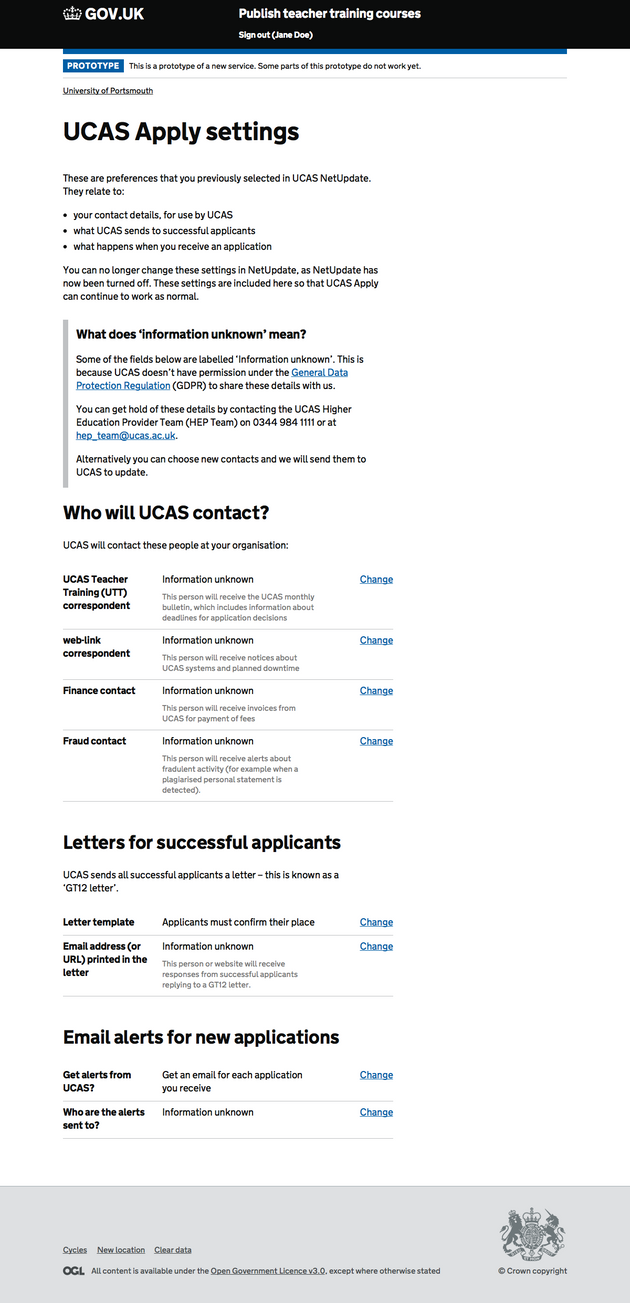 GOV.UK
Publish teacher training courses
Sign out (Jane Doe)
PROTOTYPE This is a prototype of a new service. Some parts of this prototype do not work yet.
University of Portsmouth
UCAS Apply settings
These are preferences that you previously selected in UCAS NetUpdate.
They relate to:
• your contact details, for use by UCAS
• what UCAS sends to successful applicants
• what happens when you receive an application
You can no longer change these settings in NetUpdate, as NetUpdate has
now been turned off. These settings are included here so that UCAS Apply
can continue to work as normal.
What does ‘information unknown’ mean?
Some of the fields below are labelled ‘Information unknown’. This is
because UCAS doesn’t have permission under the General Data
Protection Regulation (GDPR) to share these details with us.
You can get hold of these details by contacting the UCAS Higher
Education Provider Team (HEP Team) on 0344 984 1111 or at
hep_team@ucas.ac.uk.
Alternatively you can choose new contacts and we will send them to
UCAS to update.
Who will UCAS contact?
UCAS will contact these people at your organisation:
UCAS Teacher
Training (UTT)
correspondent
Information unknown
This person will receive the UCAS monthly
bulletin, which includes information about
deadlines for application decisions
Change
web-link
correspondent
Information unknown
This person will receive notices about
UCAS systems and planned downtime
Change
Finance contact
Information unknown
This person will receive invoices from
UCAS for payment of fees
Change
Fraud contact
Information unknown
This person will receive alerts about
fradulent activity (for example when a
plagiarised personal statement is
detected).
Change
Letters for successful applicants
UCAS sends all successful applicants a letter – this is known as a
‘GT12 letter’.
Letter template
Applicants must confirm their place
Change
Email address (or
URL) printed in the
letter
Information unknown
This person or website will receive
responses from successful applicants
replying to a GT12 letter.
Change
Email alerts for new applications
Get alerts from
UCAS?
Get an email for each application
you receive
Change
Who are the alerts
sent to?
Information unknown
Change
Cycles New location Clear data
OGL All content is available under the Open Government Licence v3.0, except where otherwise stated
© Crown copyright